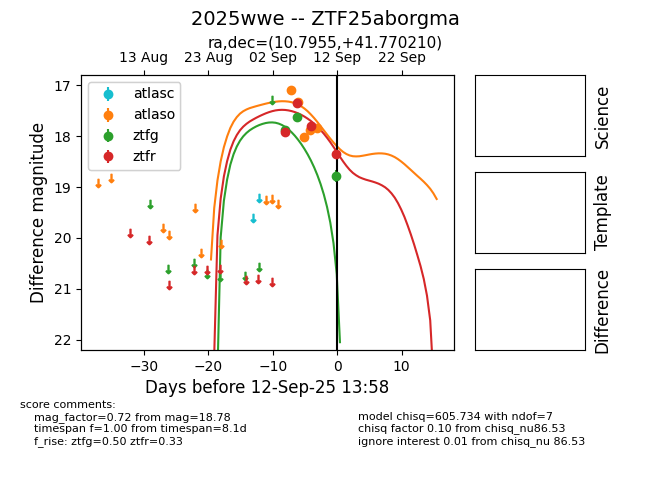 2025wwe -- ZTF25aborgma
ra,dec=(10.7955,+41.770210)
13 Aug 23 Aug 02 Sep 12 Sep 22 Sep
atlasc
atlaso
ztfg
ztfr
17
18
19
20
21
22
Difference magnitude
−30 −20 −10 0 10
Days before 12-Sep-25 13:58
Science
Template
Difference
score comments:
mag_factor=0.72 from mag=18.78
timespan f=1.00 from timespan=8.1d
f_rise: ztfg=0.50 ztfr=0.33
model chisq=605.734 with ndof=7
chisq factor 0.10 from chisq_nu86.53
ignore interest 0.01 from chisq_nu 86.53